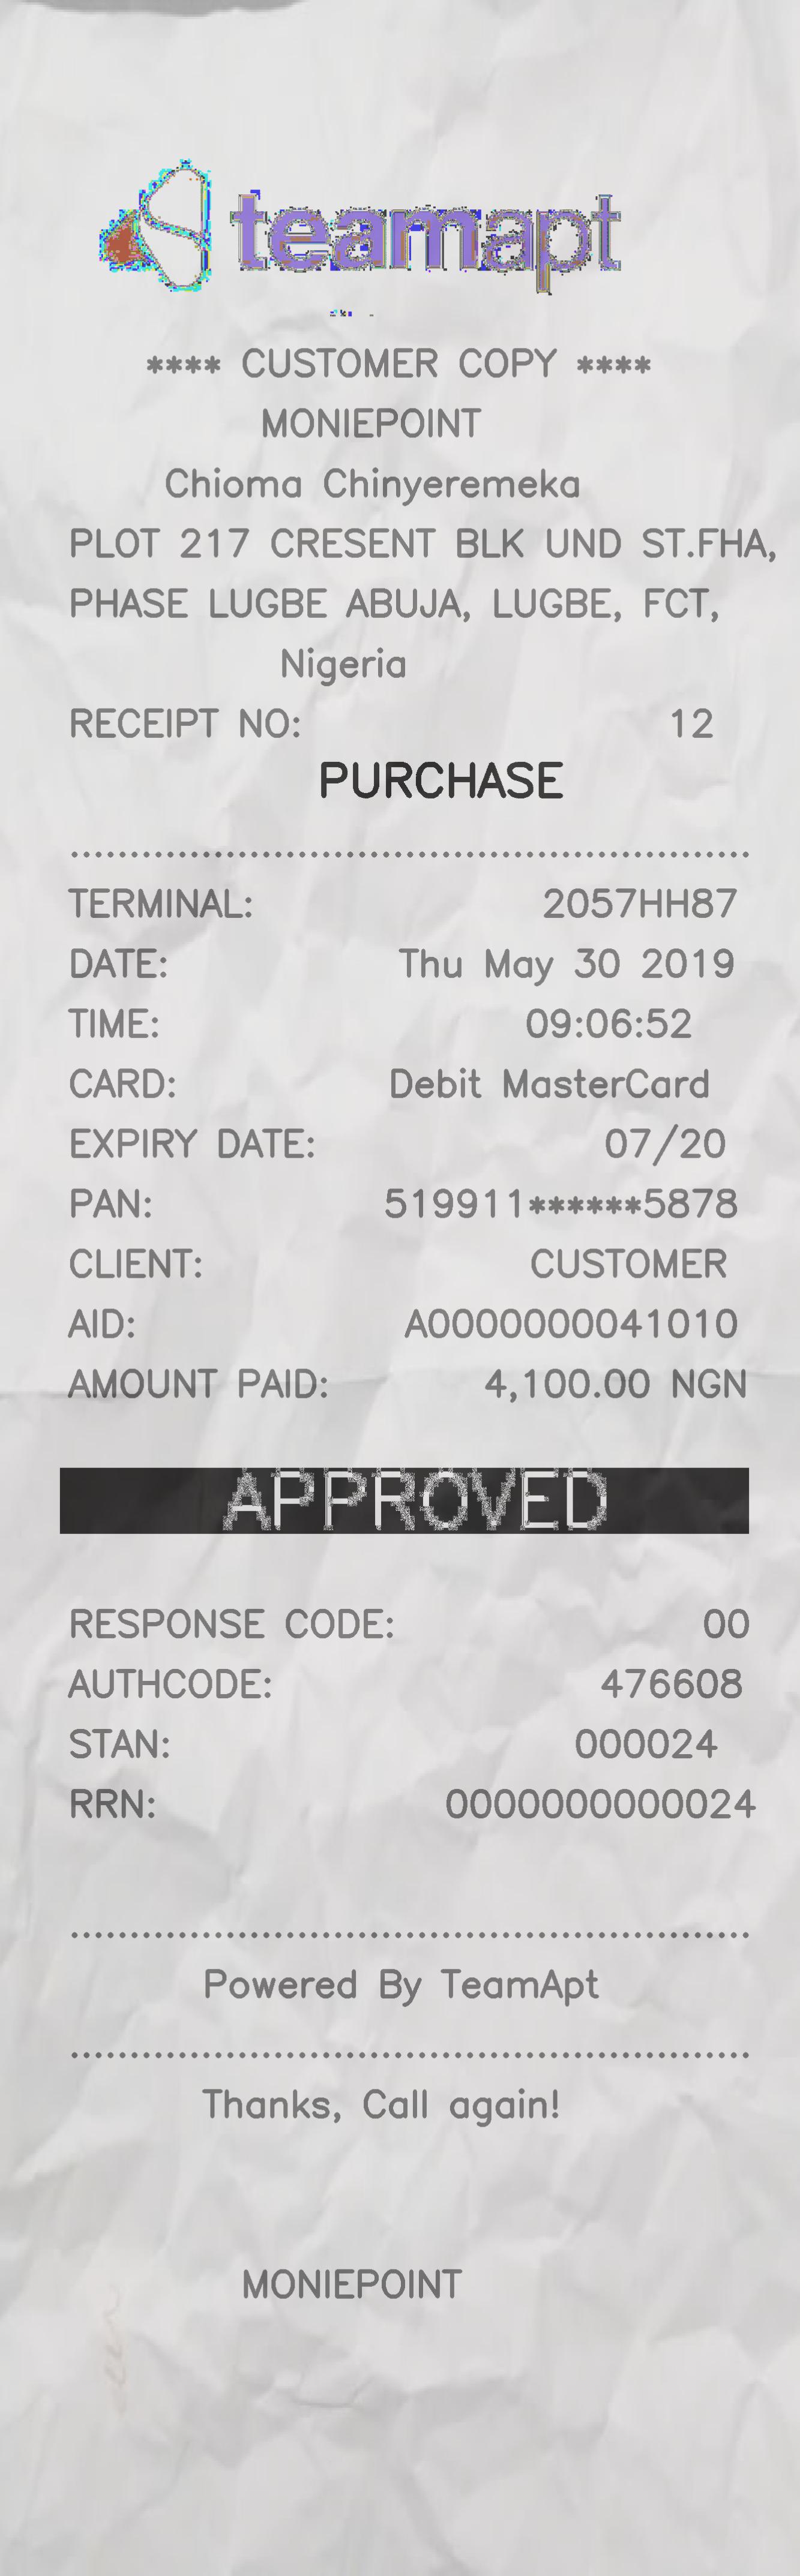 teamapt
**** CUSTOMER COPY ****
MONIEPOINT
Chioma Chinyeremeka
PLOT 217 CRESENT BLK UND ST.FHA,
PHASE LUGBE ABUJA, LUGBE, FCT,
Nigeria
RECEIPT NO: 12
PURCHASE
TERMINAL: 2057HH87
DATE: Thu May 30 2019
TIME: 09:06:52
CARD: Debit MasterCard
EXPIRY DATE: 07/20
PAN: 519911******5878
CLIENT: CUSTOMER
AID: A0000000041010
AMOUNT PAID: 4,100.00 NGN
APPROVED
RESPONSE CODE: 00
AUTHCODE: 476608
STAN: 000024
RRN: 0000000000024
Powered By TeamApt
Thanks, Call again!
MONIEPOINT